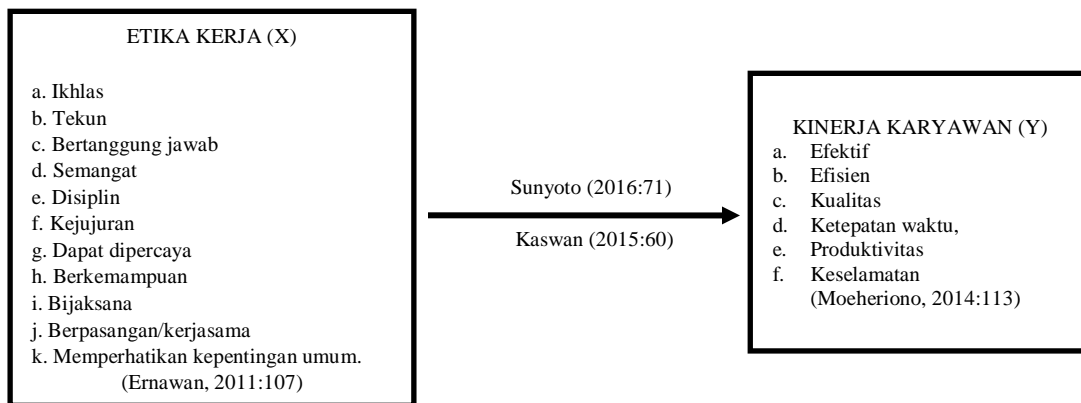 ETIKA KERJA (X)
a. Ikhlas
b. Tekun
c. Bertanggung jawab
d. Semangat
e. Disiplin
f. Kejujuran
g. Dapat dipercaya
h. Berkemampuan
i. Bijaksana
j. Berpasangan/kerjasama
k. Memperhatikan kepentingan umum.
(Ernawan, 2011:107)
Sunyoto (2016:71)
Kaswan (2015:60)
KINERJA KARYAWAN (Y)
a. Efektif
b. Efisien
c. Kualitas
d. Ketepatan waktu,
e. Produktivitas
f. Keselamatan
(Moeheriono, 2014:113)